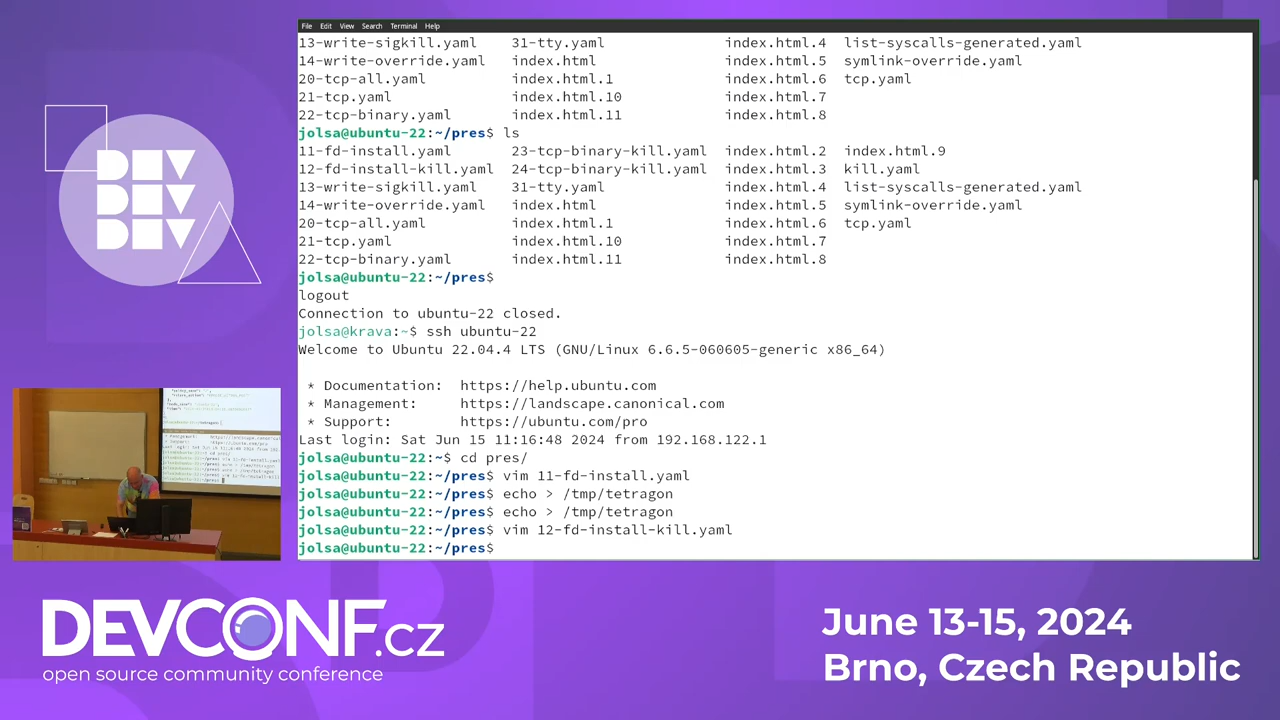 File Edit View Search Terminal Help
13-write-sigkill.yaml 31-tty.yaml index.html.4 list-syscalls-generated.yaml
14-write-override.yaml index.html index.html.5 symlink-override.yaml
20-tcp-all.yaml index.html.1 index.html.6 tcp.yaml
21-tcp.yaml index.html.10 index.html.7
22-tcp-binary.yaml index.html.11 index.html.8
jolsa@ubuntu-22:~/pres$ ls
11-fd-install.yaml 23-tcp-binary-kill.yaml index.html.2 index.html.9
12-fd-install-kill.yaml 24-tcp-binary-kill.yaml index.html.3 kill.yaml
13-write-sigkill.yaml 31-tty.yaml index.html.4 list-syscalls-generated.yaml
14-write-override.yaml index.html index.html.5 symlink-override.yaml
20-tcp-all.yaml index.html.1 index.html.6 tcp.yaml
21-tcp.yaml index.html.10 index.html.7
22-tcp-binary.yaml index.html.11 index.html.8
jolsa@ubuntu-22:~/pres$
logout
Connection to ubuntu-22 closed.
jolsa@krava:~$ ssh ubuntu-22
Welcome to Ubuntu 22.04.4 LTS (GNU/Linux 6.6.5-060605-generic x86_64)
* Documentation: https://help.ubuntu.com
* Management: https://landscape.canonical.com
* Support: https://ubuntu.com/pro
Last login: Sat Jun 15 11:16:48 2024 from 192.168.122.1
jolsa@ubuntu-22:~$ cd pres/
jolsa@ubuntu-22:~/pres$ vim 11-fd-install.yaml
jolsa@ubuntu-22:~/pres$ echo > /tmp/tetragon
jolsa@ubuntu-22:~/pres$ echo > /tmp/tetragon
jolsa@ubuntu-22:~/pres$ vim 12-fd-install-kill.yaml
jolsa@ubuntu-22:~/pres$
DEV
DEV
DEV
DEVCONF.cz
open source community conference
June 13-15, 2024
Brno, Czech Republic